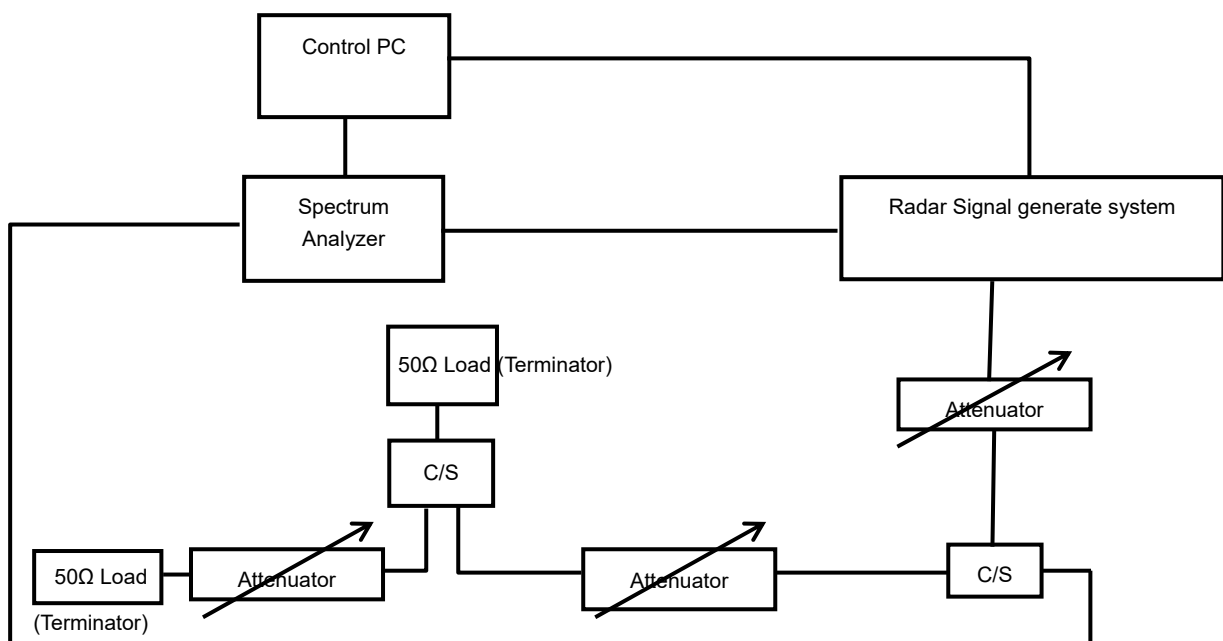 Control PC
Spectrum
Analyzer
Radar Signal generate system
50Ω Load (Terminator)
Attenuator
C/S
50Ω Load
(Terminator)
Attenuator
Attenuator
C/S